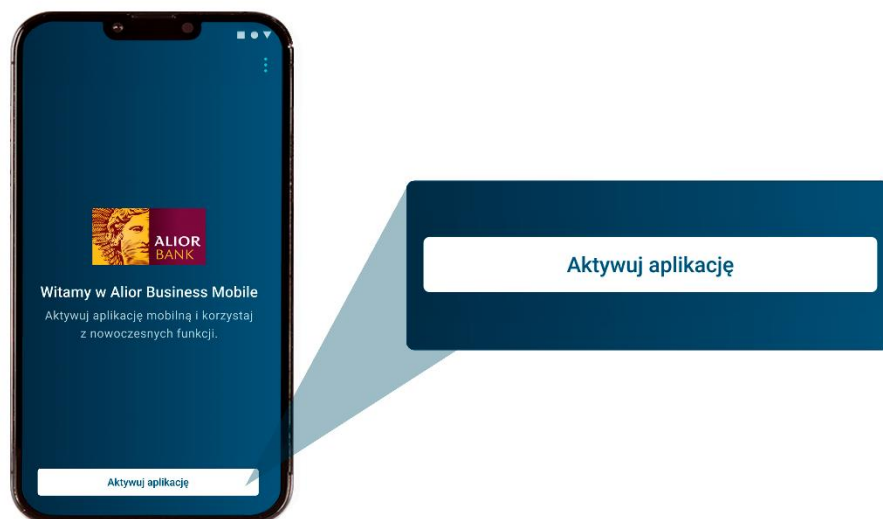 ALIOR
BANK
Witamy w Alior Business Mobile
Aktywuj aplikację mobilną i korzystaj
z nowoczesnych funkcji.
Aktywuj aplikację
Aktywuj aplikację